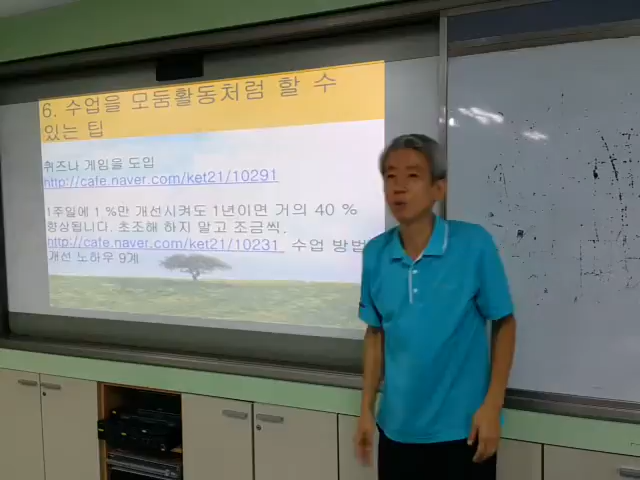 6. 수업을 모둠활동처럼 할 수
있는 팁
퀴즈나 게임을 도입
http://cafe.naver.com/ket21/10291
1주일에 1 %만 개선시켜도 1년이면 거의 40 %
향상됩니다. 초조해 하지 말고 조금씩.
http://cafe.naver.com/ket21/10231 수업 방법
개선 노하우 9계